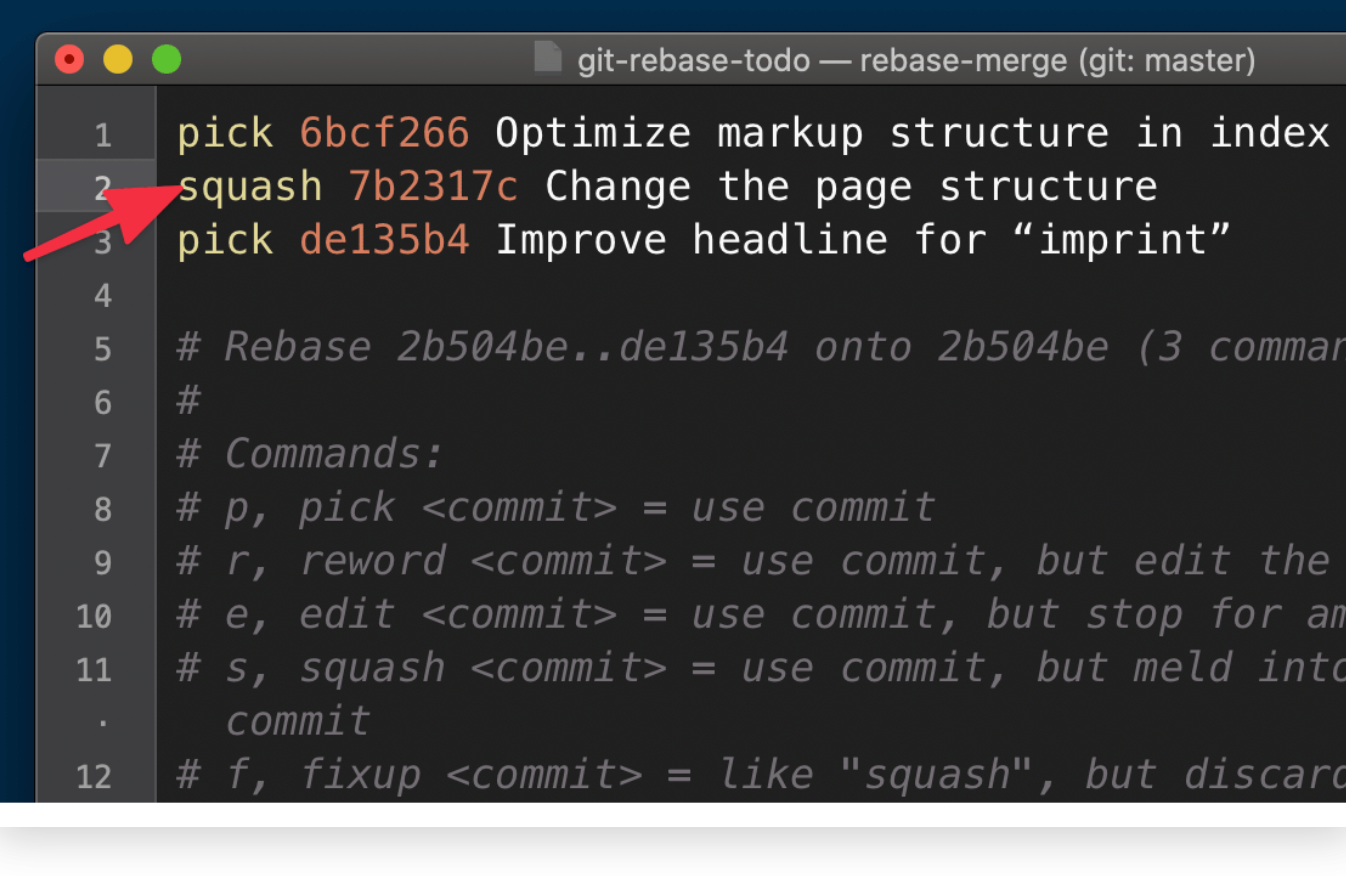 git-rebase-todo — rebase-merge (git: master)
1 pick 6bcf266 Optimize markup structure in index
2 squash 7b2317c Change the page structure
3 pick de135b4 Improve headline for “imprint”
4
5 # Rebase 2b504be..de135b4 onto 2b504be (3
6 #
7 # Commands:
8 # p, pick <commit> = use commit
9 # r, reword <commit> = use commit, but edit the
10 # e, edit <commit> = use commit, but stop for
11 # s, squash <commit> = use commit, but meld into
· commit
12 # f, fixup <commit> = like "squash", but